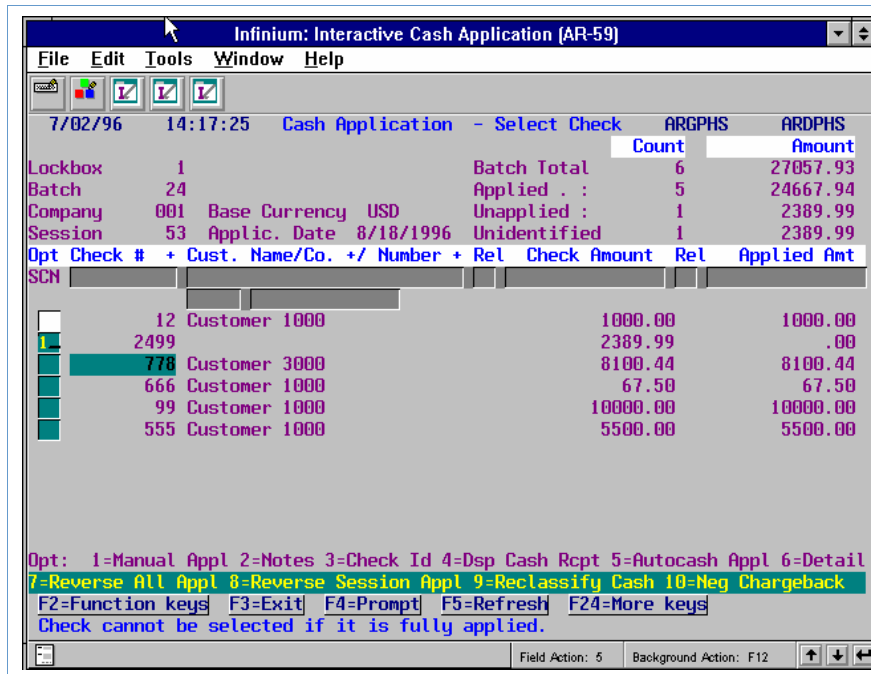 Infinium: Interactive Cash Application (AR-59)
File Edit Tools Window Help
7/02/96 14:17:25 Cash Application - Select Check ARGPHS ARDPHS
Count Amount
Lockbox 1 Batch Total 6 27057.93
Batch 24 Applied . : 5 24667.94
Company 001 Base Currency USD Unapplied : 1 2389.99
Session 53 Applic. Date 8/18/1996 Unidentified 1 2389.99
Opt Check # + Cust. Name/Co. +/ Number + Rel Check Amount Rel Applied Amt
SCN
12 Customer 1000 1000.00 1000.00
1 2499 2389.99 .00
778 Customer 3000 8100.44 8100.44
666 Customer 1000 67.50 67.50
99 Customer 1000 10000.00 10000.00
555 Customer 1000 5500.00 5500.00
Opt: 1=Manual Appl 2=Notes 3=Check Id 4=Dsp Cash Rcpt 5=Autocash Appl 6=Detail
7=Reverse All Appl 8=Reverse Session Appl 9=Reclassify Cash 10=Neg Chargeback
F2=Function keys F3=Exit F4=Prompt F5=Refresh F24=More keys
Check cannot be selected if it is fully applied.
Field Action: 5 Background Action: F12